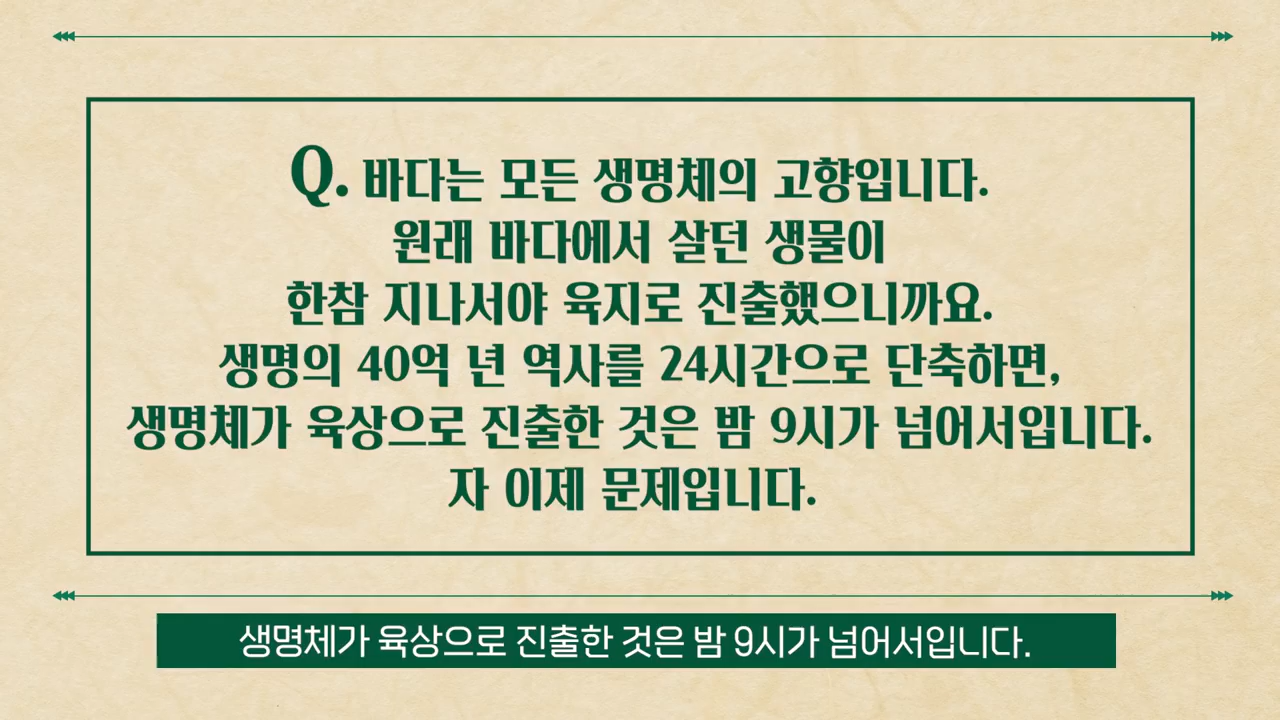 Q. 바다는 모든 생명체의 고향입니다.
원래 바다에서 살던 생물이
한참 지나서야 육지로 진출했으니까요.
생명의 40억 년 역사를 24시간으로 단축하면,
생명체가 육상으로 진출한 것은 밤 9시가 넘어서입니다.
자 이제 문제입니다.
생명체가 육상으로 진출한 것은 밤 9시가 넘어서입니다.